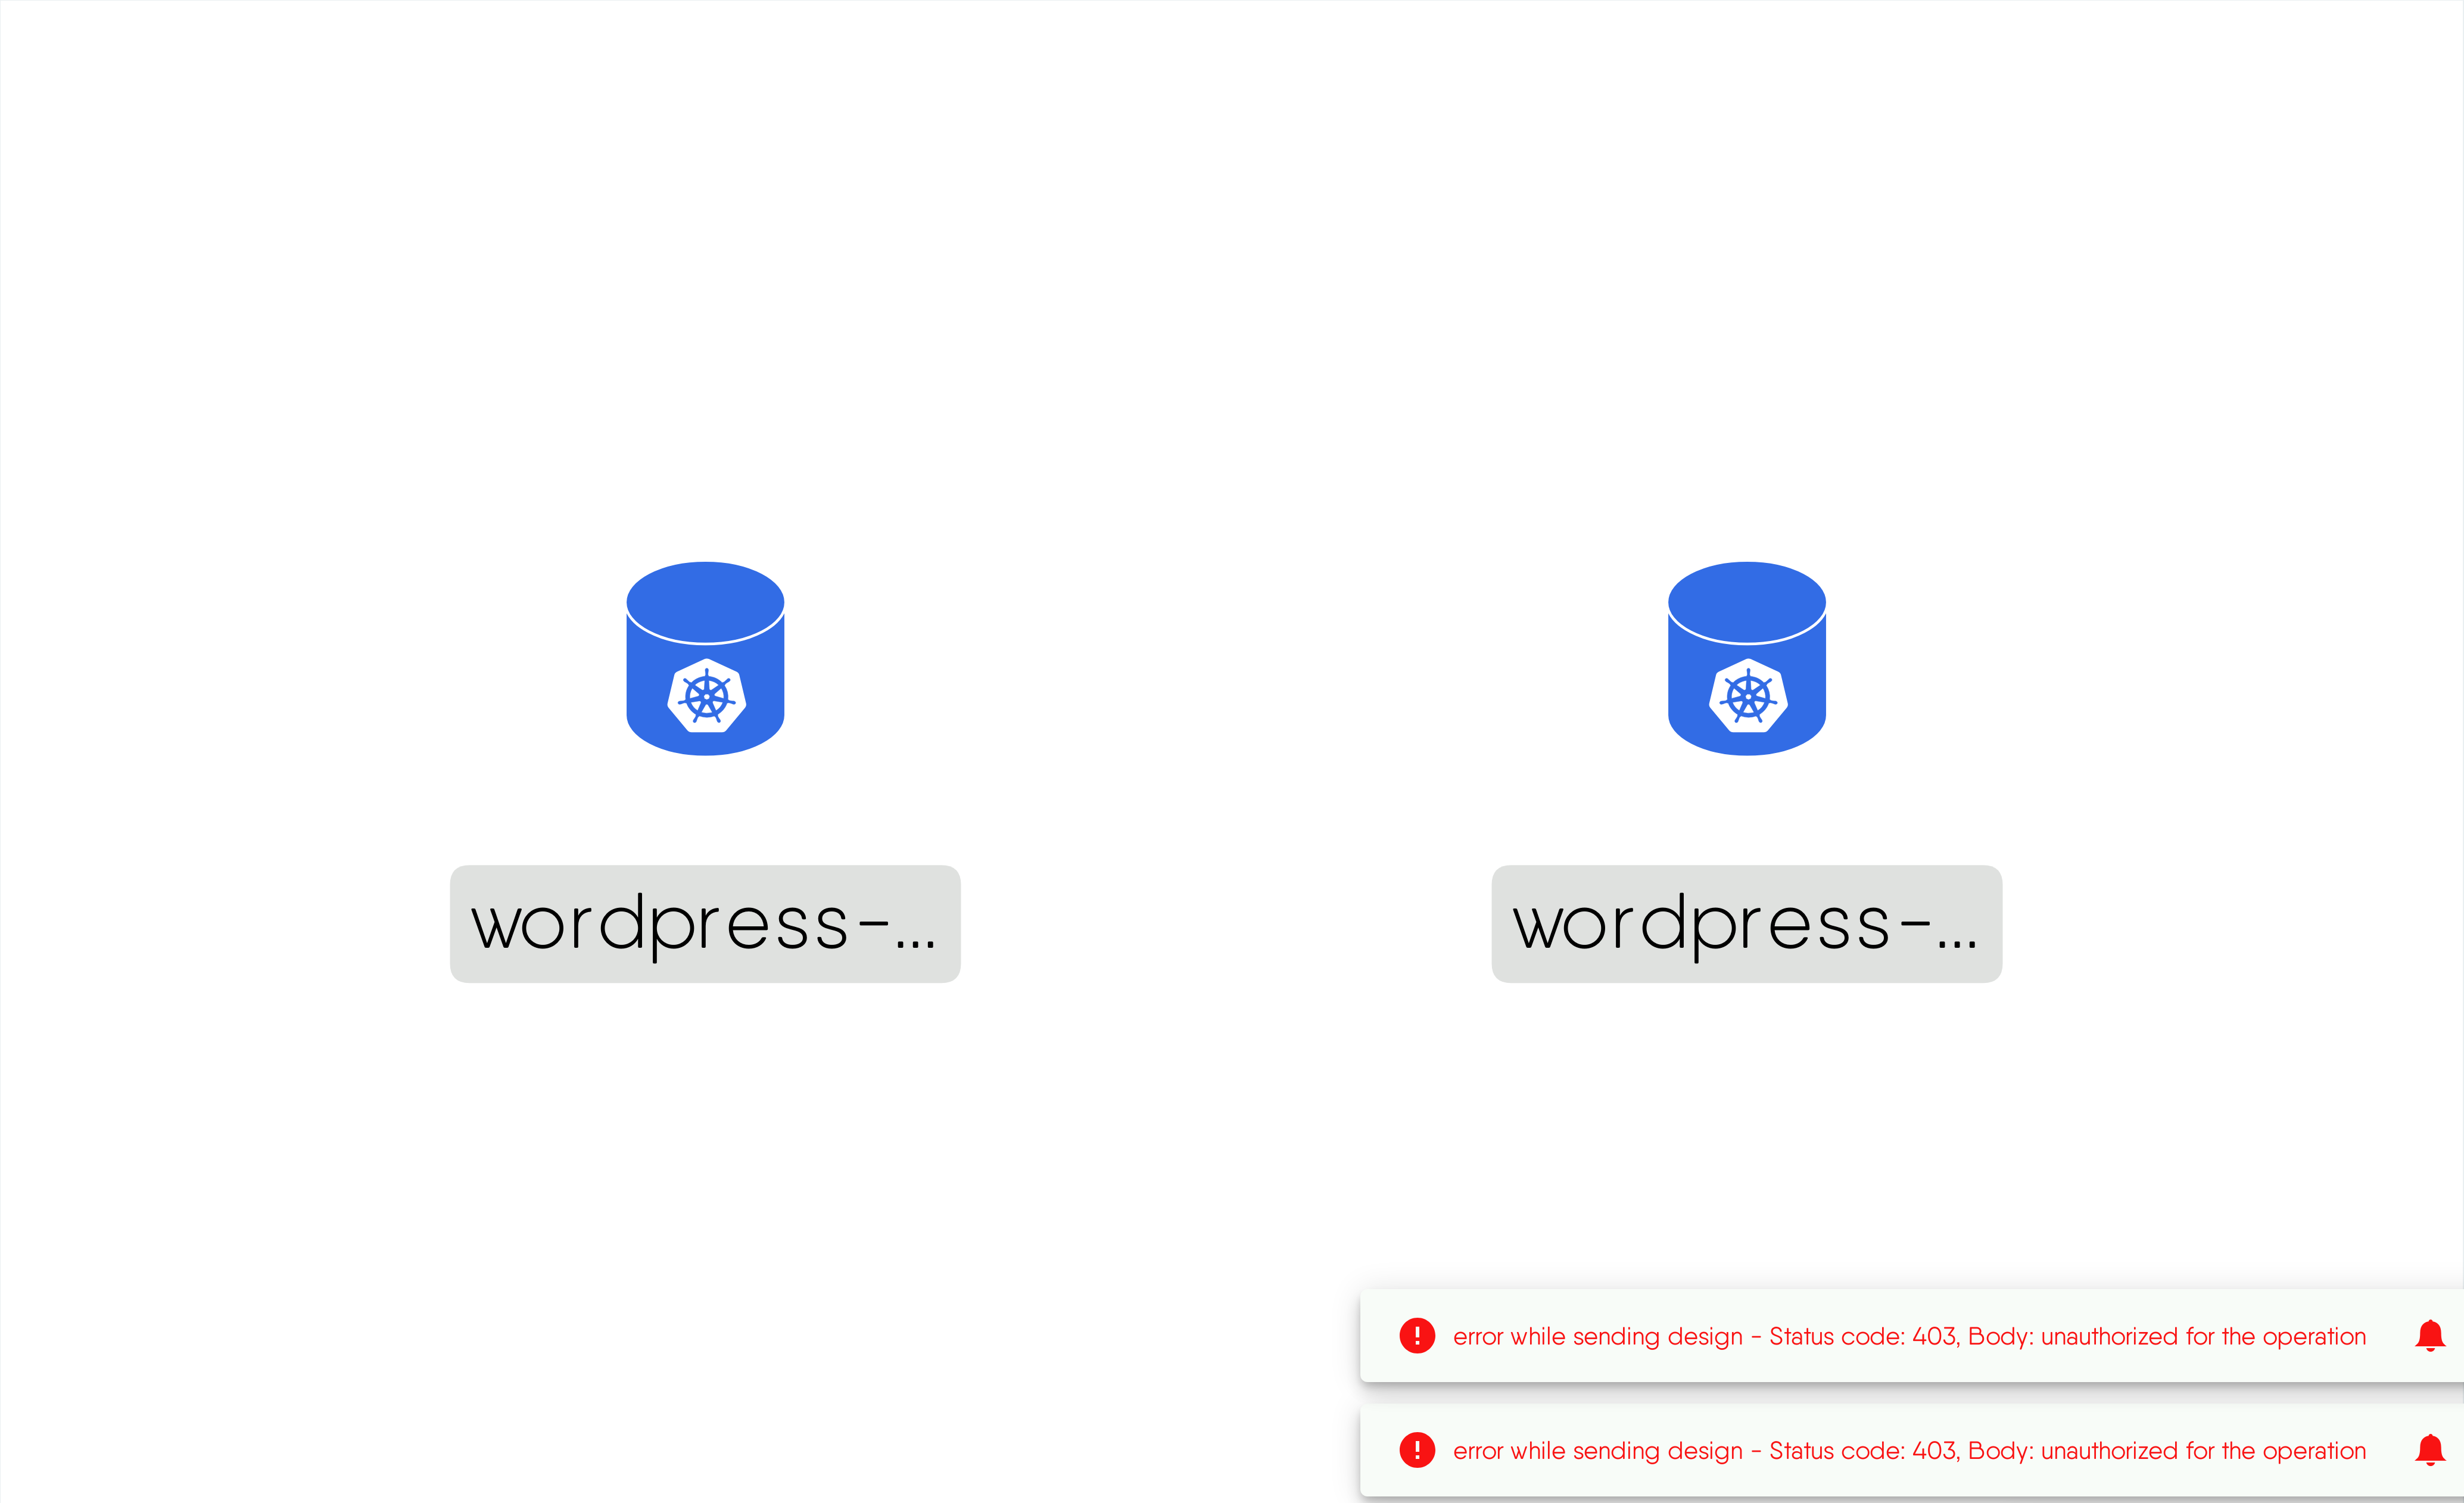 wordpress-...
wordpress-...
error while sending design - Status code: 403, Body: unauthorized for the operation
error while sending design - Status code: 403, Body: unauthorized for the operation